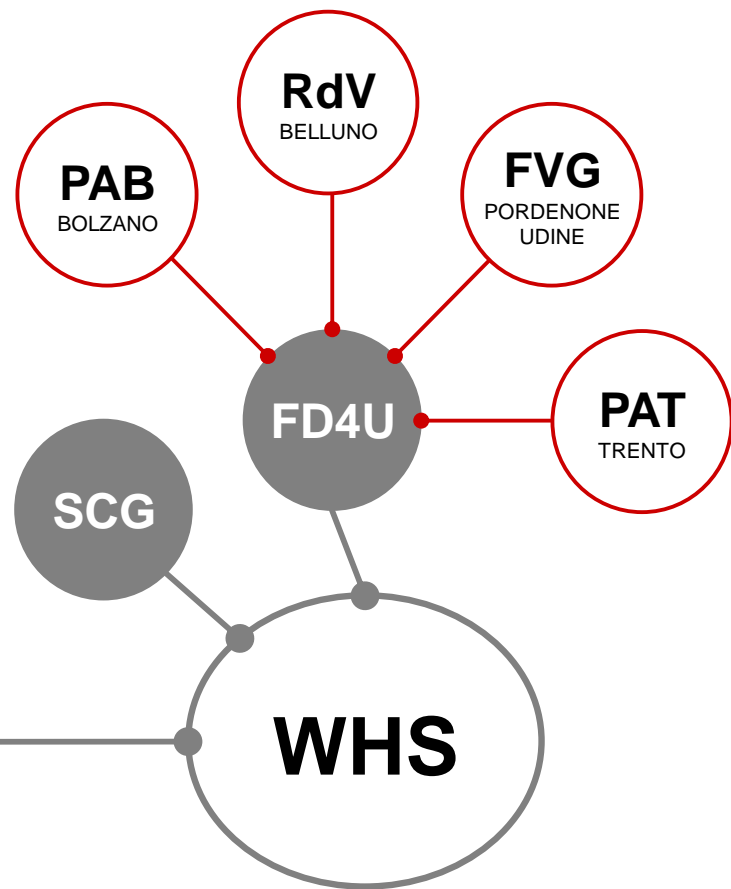 RdV
BELLUNO
PAB
BOLZANO
FVG
PORDENONE
UDINE
PAT
TRENTO
FD4U
SCG
WHS